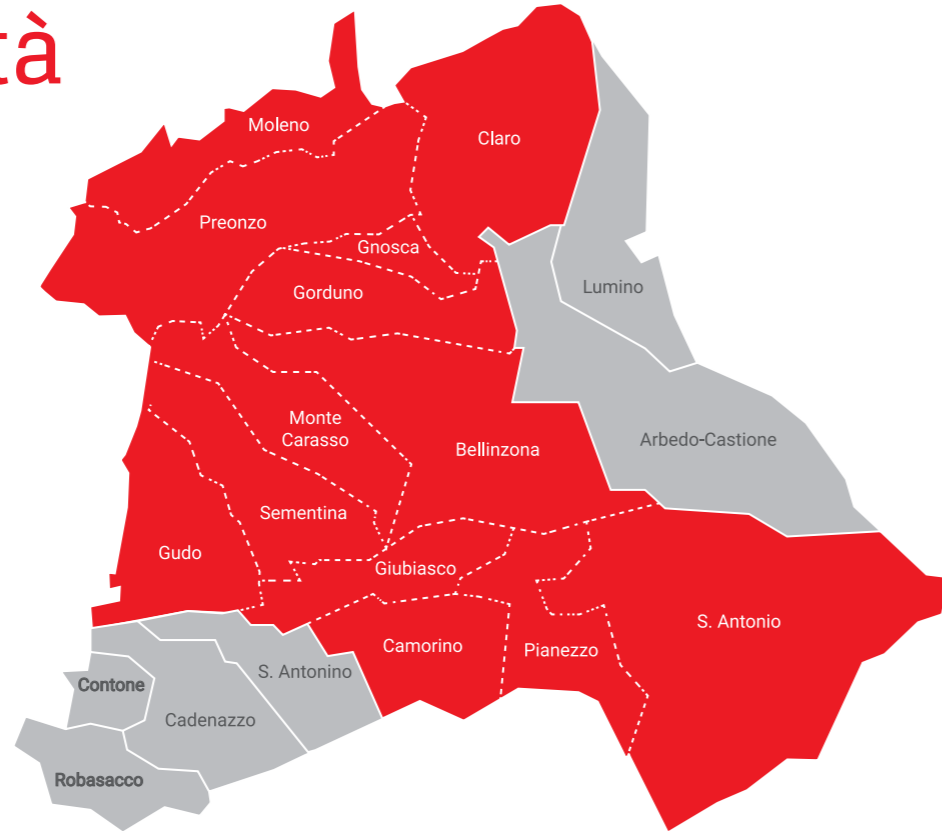 tà
Moleno
Claro
Preonzo
Gnosca
Lumino
Gorduno
Monte
Carasso
Arbedo-Castione
Bellinzona
Sementina
Gudo
Giubiasco
S. Antonio
Camorino
Pianezzo
S. Antonino
Contone
Cadenazzo
Robasacco